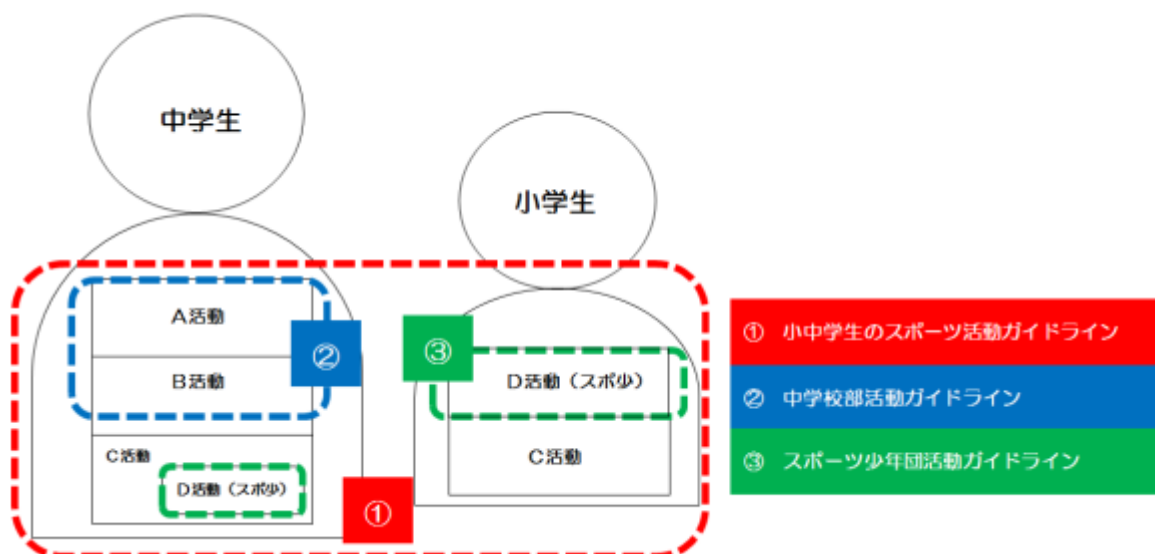 中学生
小学生
A活動
②
③
B活動
D活動（スポ少）
C活動
D活動（スポ少）
C活動
①
① 小中学生のスポーツ活動ガイドライン
② 中学校部活動ガイドライン
③ スポーツ少年団活動ガイドライン